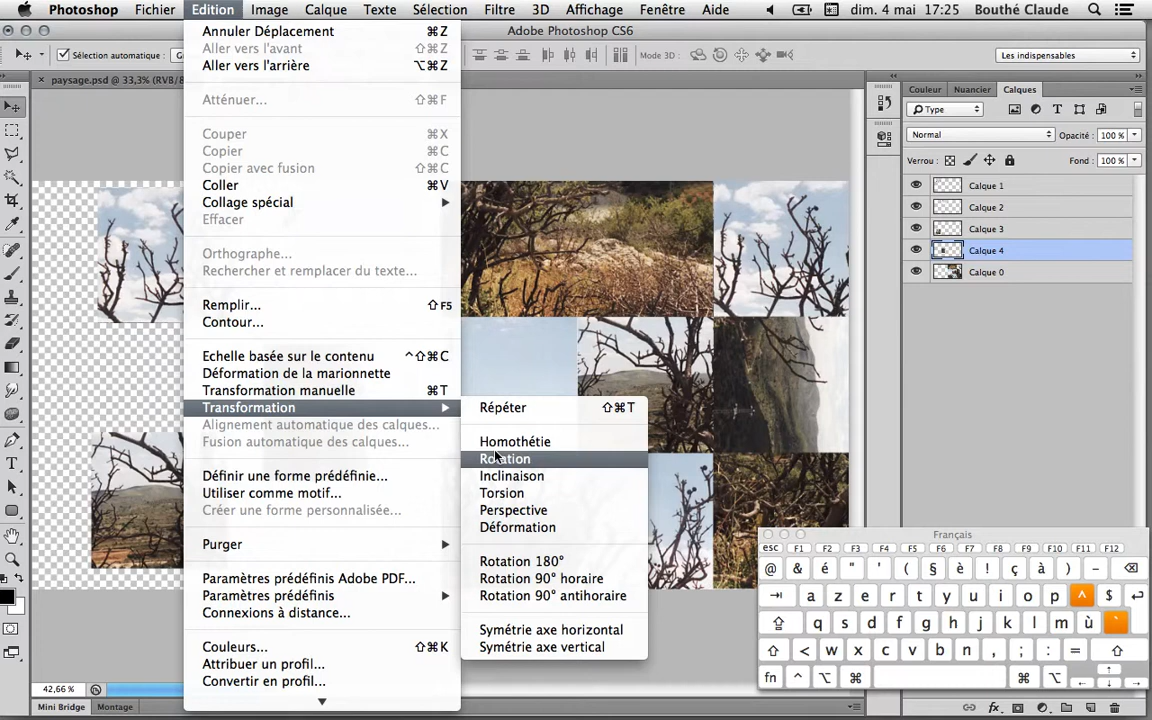 Photoshop Fichier Edition Image Calque Texte Sélection Filtre 3D Affichage Fenêtre Aide dim. 4 mai 17:25 Bouthé Claude
Adobe Photoshop CS6
Sélection automatique : Mode 3D : Les indispensables
paysage.psd @ 33,3% (RVB/8
Annuler Déplacement ⌘Z
Aller vers l'avant ⇧⌘Z
Aller vers l'arrière ⌥⌘Z
Atténuer... ⇧⌘F
Couper ⌘X
Copier ⌘C
Copier avec fusion ⇧⌘C
Coller ⌘V
Collage spécial
Effacer
Orthographe...
Rechercher et remplacer du texte...
Remplir... ⇧F5
Contour...
Echelle basée sur le contenu ^⇧⌘C
Déformation de la marionnette
Transformation manuelle ⌘T
Transformation
Alignement automatique des calques...
Fusion automatique des calques...
Définir une forme prédéfinie...
Utiliser comme motif...
Créer une forme personnalisée...
Purger
Paramètres prédéfinis Adobe PDF...
Paramètres prédéfinis
Connexions à distance...
Couleurs... ⇧⌘K
Attribuer un profil...
Convertir en profil...
Répéter ⇧⌘T
Homothétie
Rotation
Inclinaison
Torsion
Perspective
Déformation
Rotation 180°
Rotation 90° horaire
Rotation 90° antihoraire
Symétrie axe horizontal
Symétrie axe vertical
Couleur Nuancier Calques
Type
Normal Opacité : 100 %
Verrou : Fond : 100 %
Calque 1
Calque 2
Calque 3
Calque 4
Calque 0
Français
esc F1 F2 F3 F4 F5 F6 F7 F8 F9 F10 F11 F12
@ & é " ' ( § è ! ç à ) - ⌫
⇥ a z e r t y u i o p ^ $ ↩
q s d f g h j k l m ù `
⇧ < w x c v b n , ; : = ⇧
fn ^ ⌥ ⌘ ⌘ ⌥
42,66 %
Mini Bridge Montage
fx